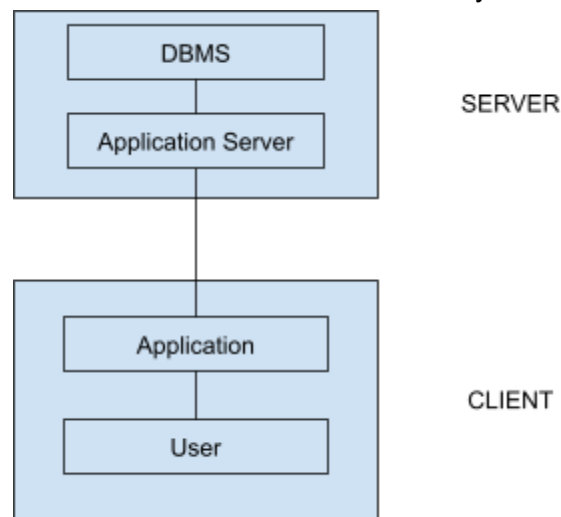 DBMS
SERVER
Application Server
Application
CLIENT
User